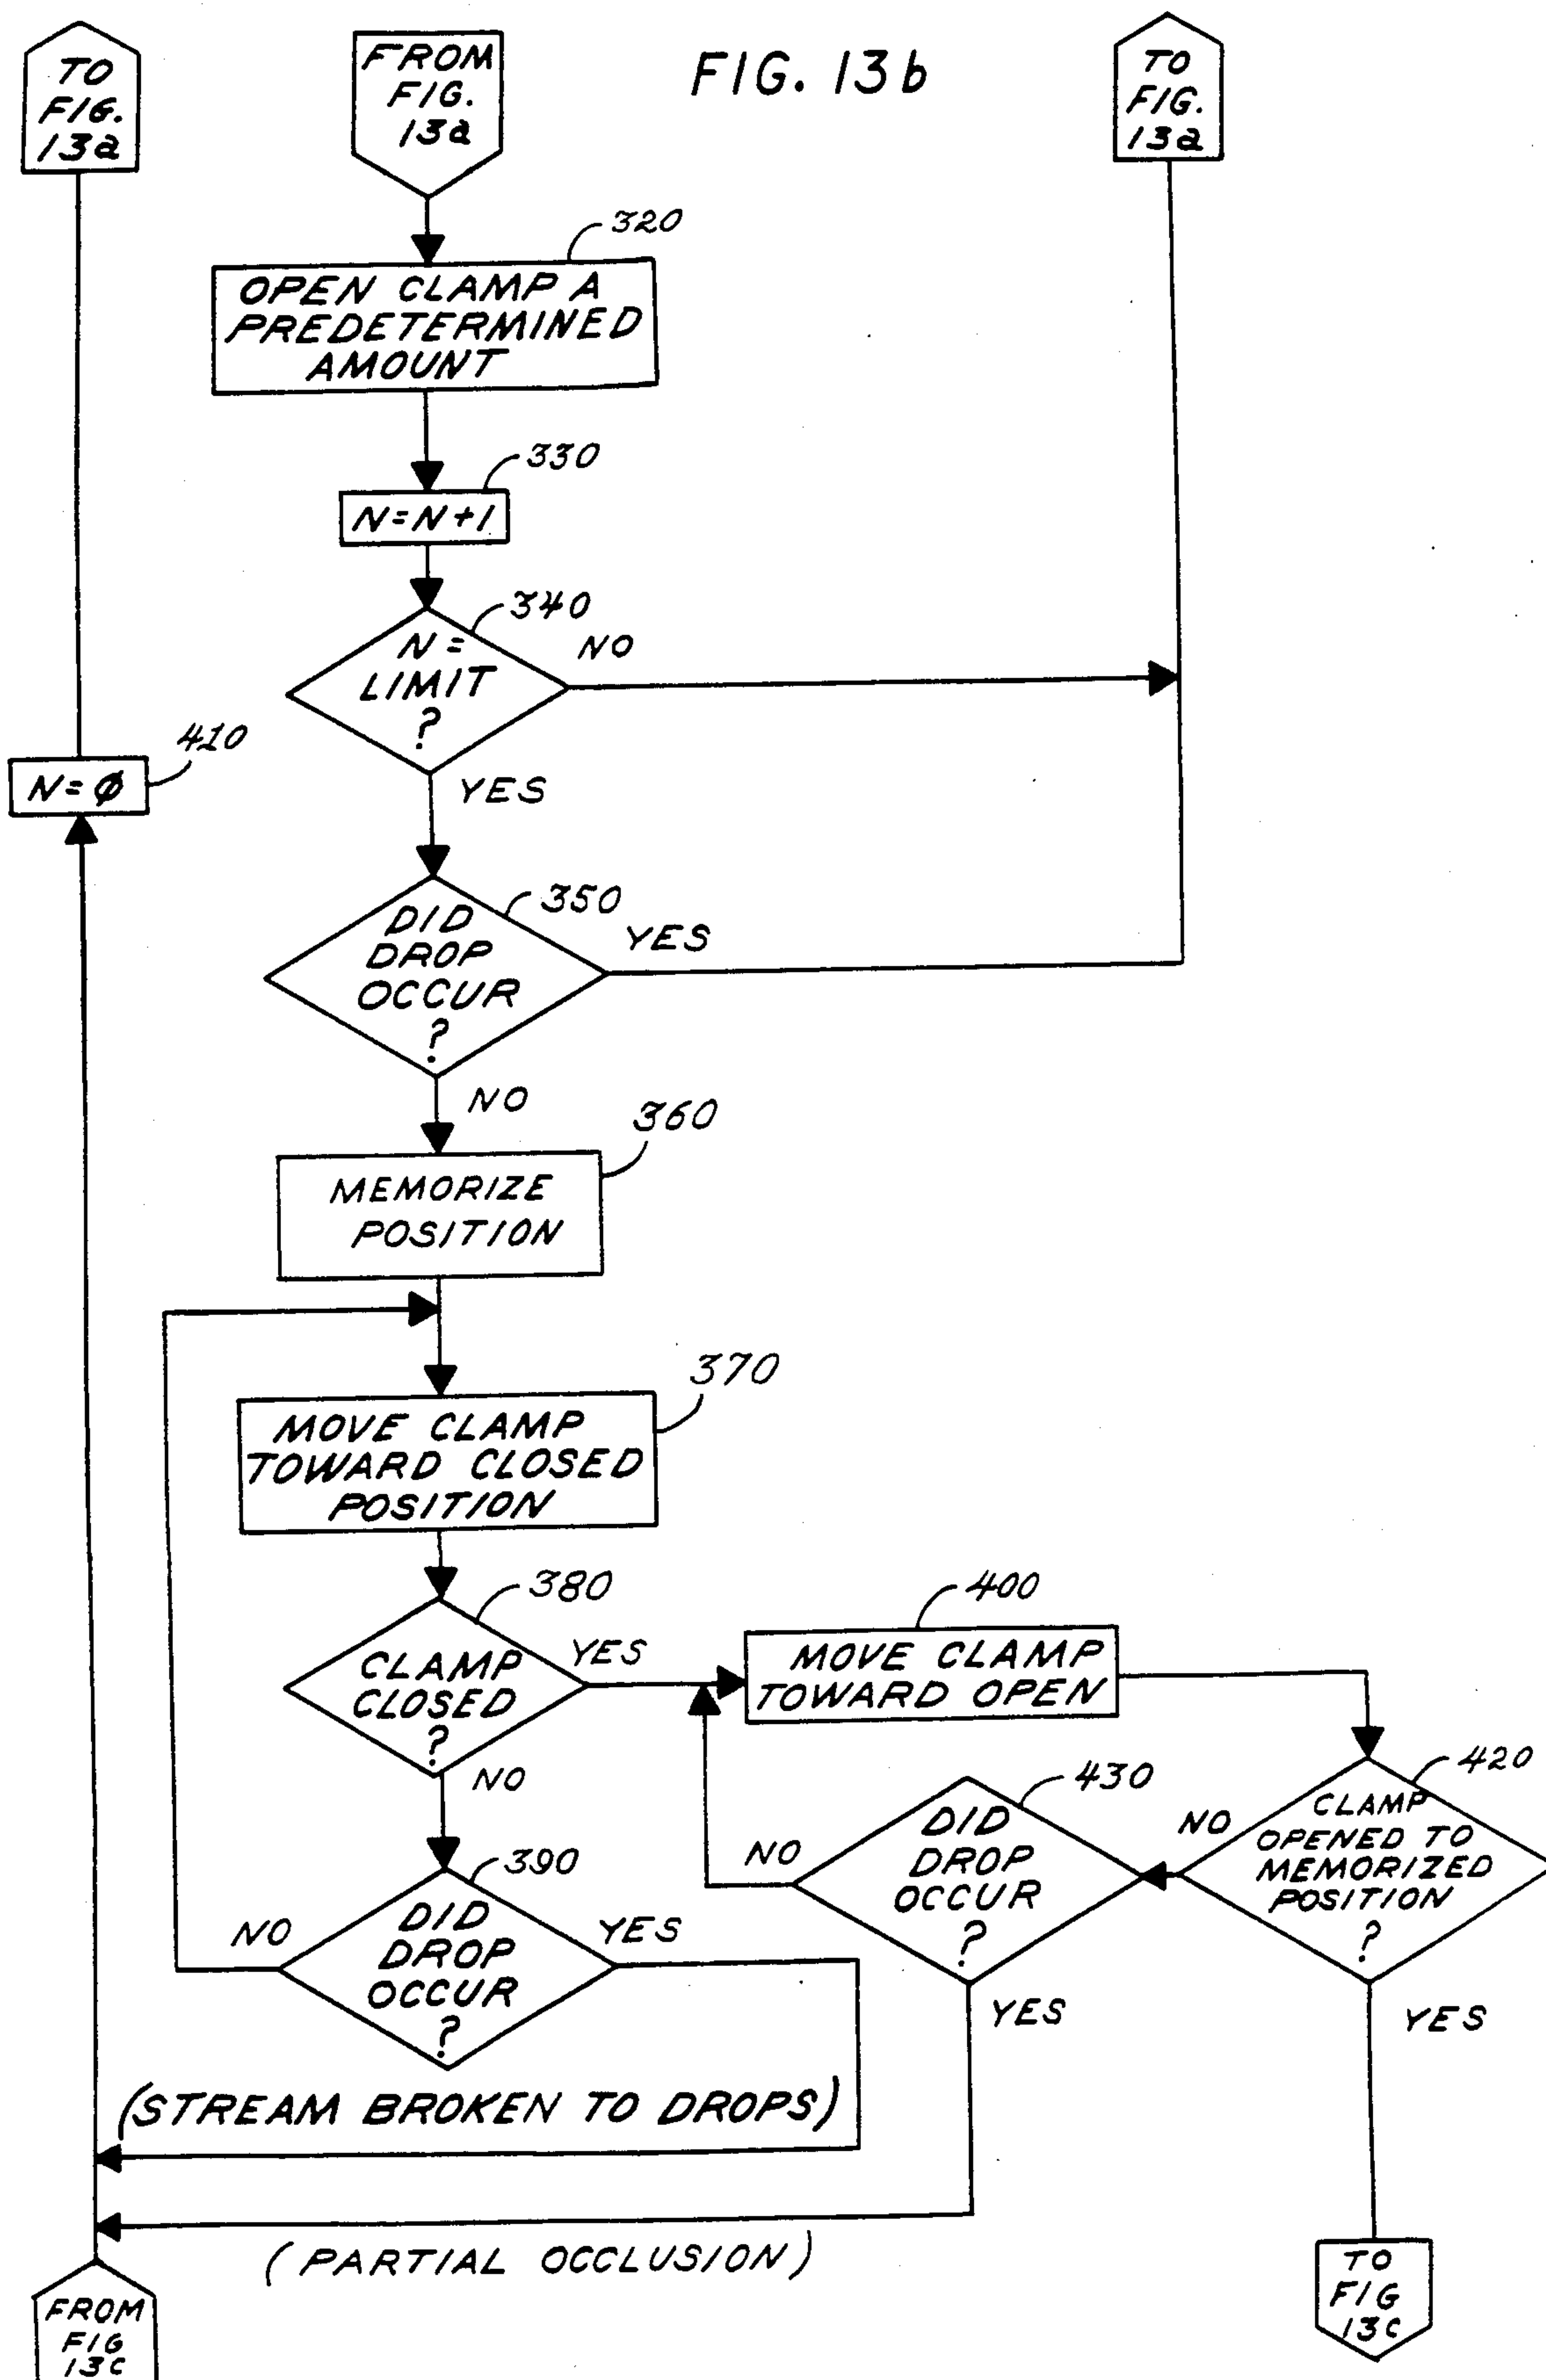 TO
FIG.
13a
FROM
FIG.
13a
FIG. 13b
TO
FIG.
13a
320
OPEN CLAMP A
PREDETERMINED
AMOUNT
330
N=N+1
340
N=
LIMIT
?
NO
YES
410
N=ø
350
DID
DROP
OCCUR
?
YES
NO
360
MEMORIZE
POSITION
370
MOVE CLAMP
TOWARD CLOSED
POSITION
380
CLAMP
CLOSED
?
YES
NO
400
MOVE CLAMP
TOWARD OPEN
420
CLAMP
OPENED TO
MEMORIZED
POSITION
?
NO
YES
430
DID
DROP
OCCUR
?
NO
YES
390
DID
DROP
OCCUR
?
NO
YES
(STREAM BROKEN TO DROPS)
(PARTIAL OCCLUSION)
FROM
FIG
13c
TO
FIG
13c